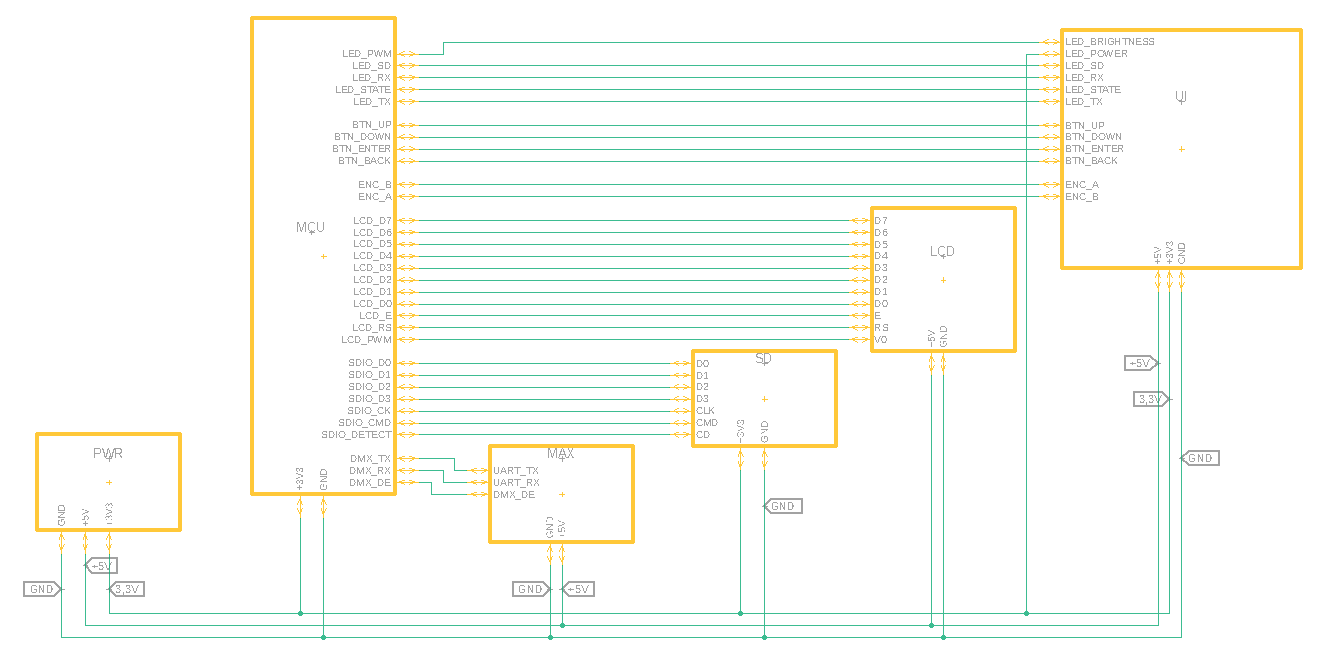 MCU
LED_PWM
LED_SD
LED_RX
LED_STATE
LED_TX
BTN_UP
BTN_DOWN
BTN_ENTER
BTN_BACK
ENC_B
ENC_A
LCD_D7
LCD_D6
LCD_D5
LCD_D4
LCD_D3
LCD_D2
LCD_D1
LCD_D0
LCD_E
LCD_RS
LCD_PWM
SDIO_D0
SDIO_D1
SDIO_D2
SDIO_D3
SDIO_CK
SDIO_CMD
SDIO_DETECT
DMX_TX
DMX_RX
DMX_DE
+3V3
GND
UI
LED_BRIGHTNESS
LED_POWER
LED_SD
LED_RX
LED_STATE
LED_TX
BTN_UP
BTN_DOWN
BTN_ENTER
BTN_BACK
ENC_A
ENC_B
+5V
+3V3
GND
+5V
3,3V
GND
LCD
D7
D6
D5
D4
D3
D2
D1
D0
E
RS
V0
+5V
GND
SD
D0
D1
D2
D3
CLK
CMD
CD
+3V3
GND
GND
MAX
UART_TX
UART_RX
DMX_DE
GND
+5V
GND
+5V
PWR
GND
+5V
+3V3
+5V
GND
3,3V